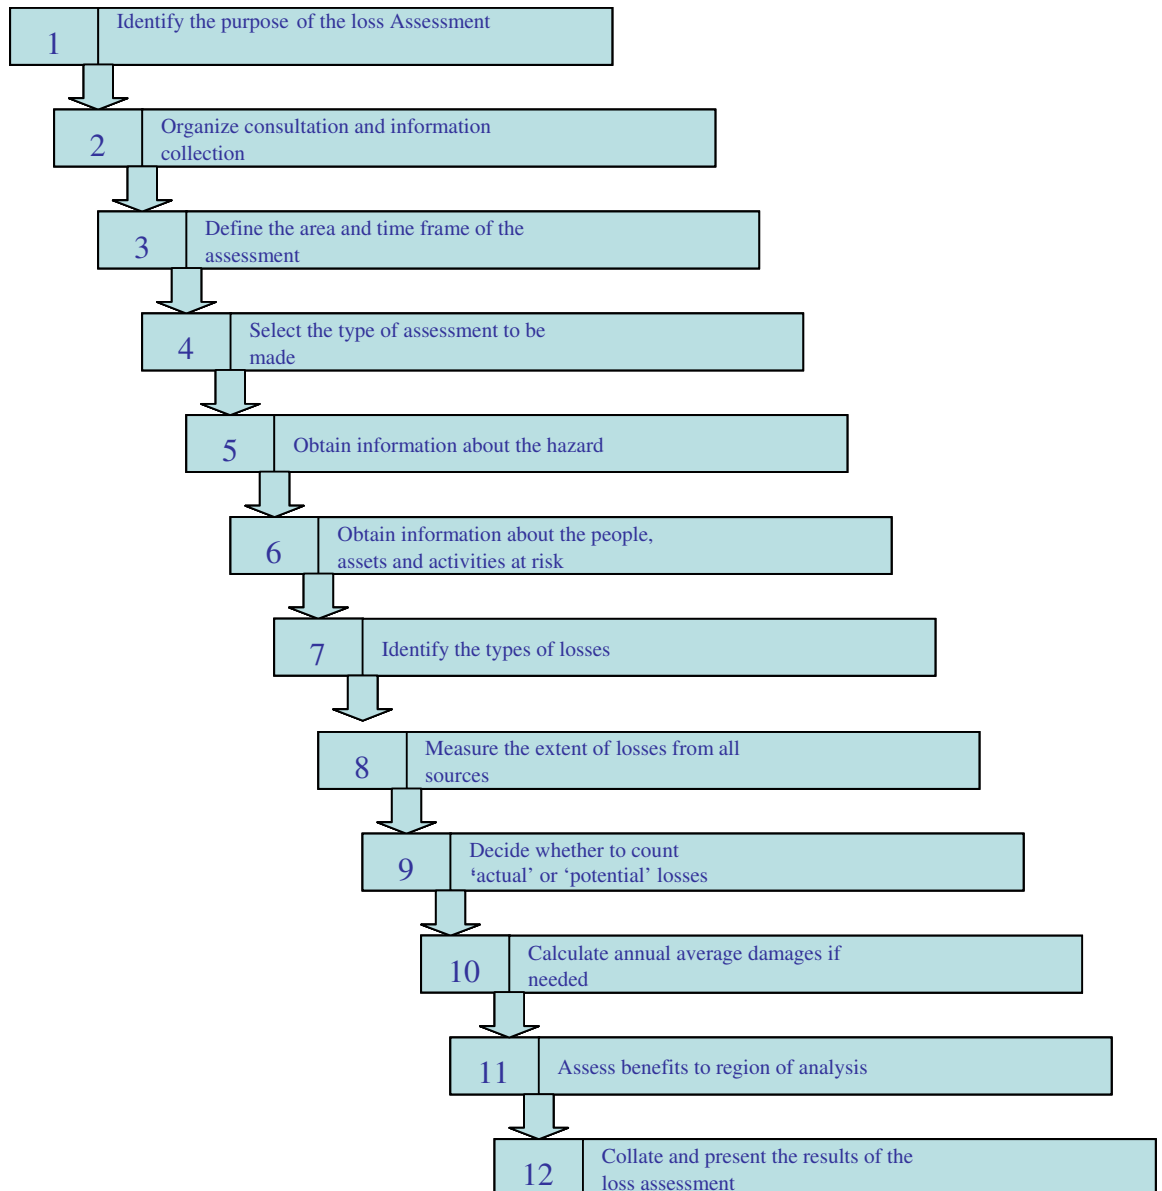 1
Identify the purpose of the loss Assessment
2
Organize consultation and information
collection
3
Define the area and time frame of the
assessment
4
Select the type of assessment to be
made
5
Obtain information about the hazard
6
Obtain information about the people,
assets and activities at risk
7
Identify the types of losses
8
Measure the extent of losses from all
sources
9
Decide whether to count
‘actual’ or ‘potential’ losses
10
Calculate annual average damages if
needed
11
Assess benefits to region of analysis
12
Collate and present the results of the
loss assessment